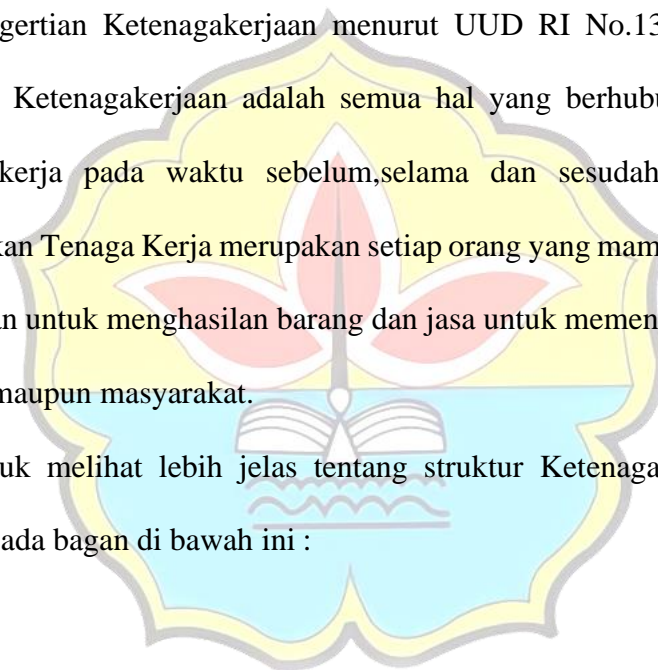 gertian Ketenagakerjaan menurut UUD RI No.13
Ketenagakerjaan adalah semua hal yang berhubu
kerja pada waktu sebelum,selama dan sesudah
kan Tenaga Kerja merupakan setiap orang yang mam
an untuk menghasilan barang dan jasa untuk memen
maupun masyarakat.
uk melihat lebih jelas tentang struktur Ketenaga
ada bagan di bawah ini :